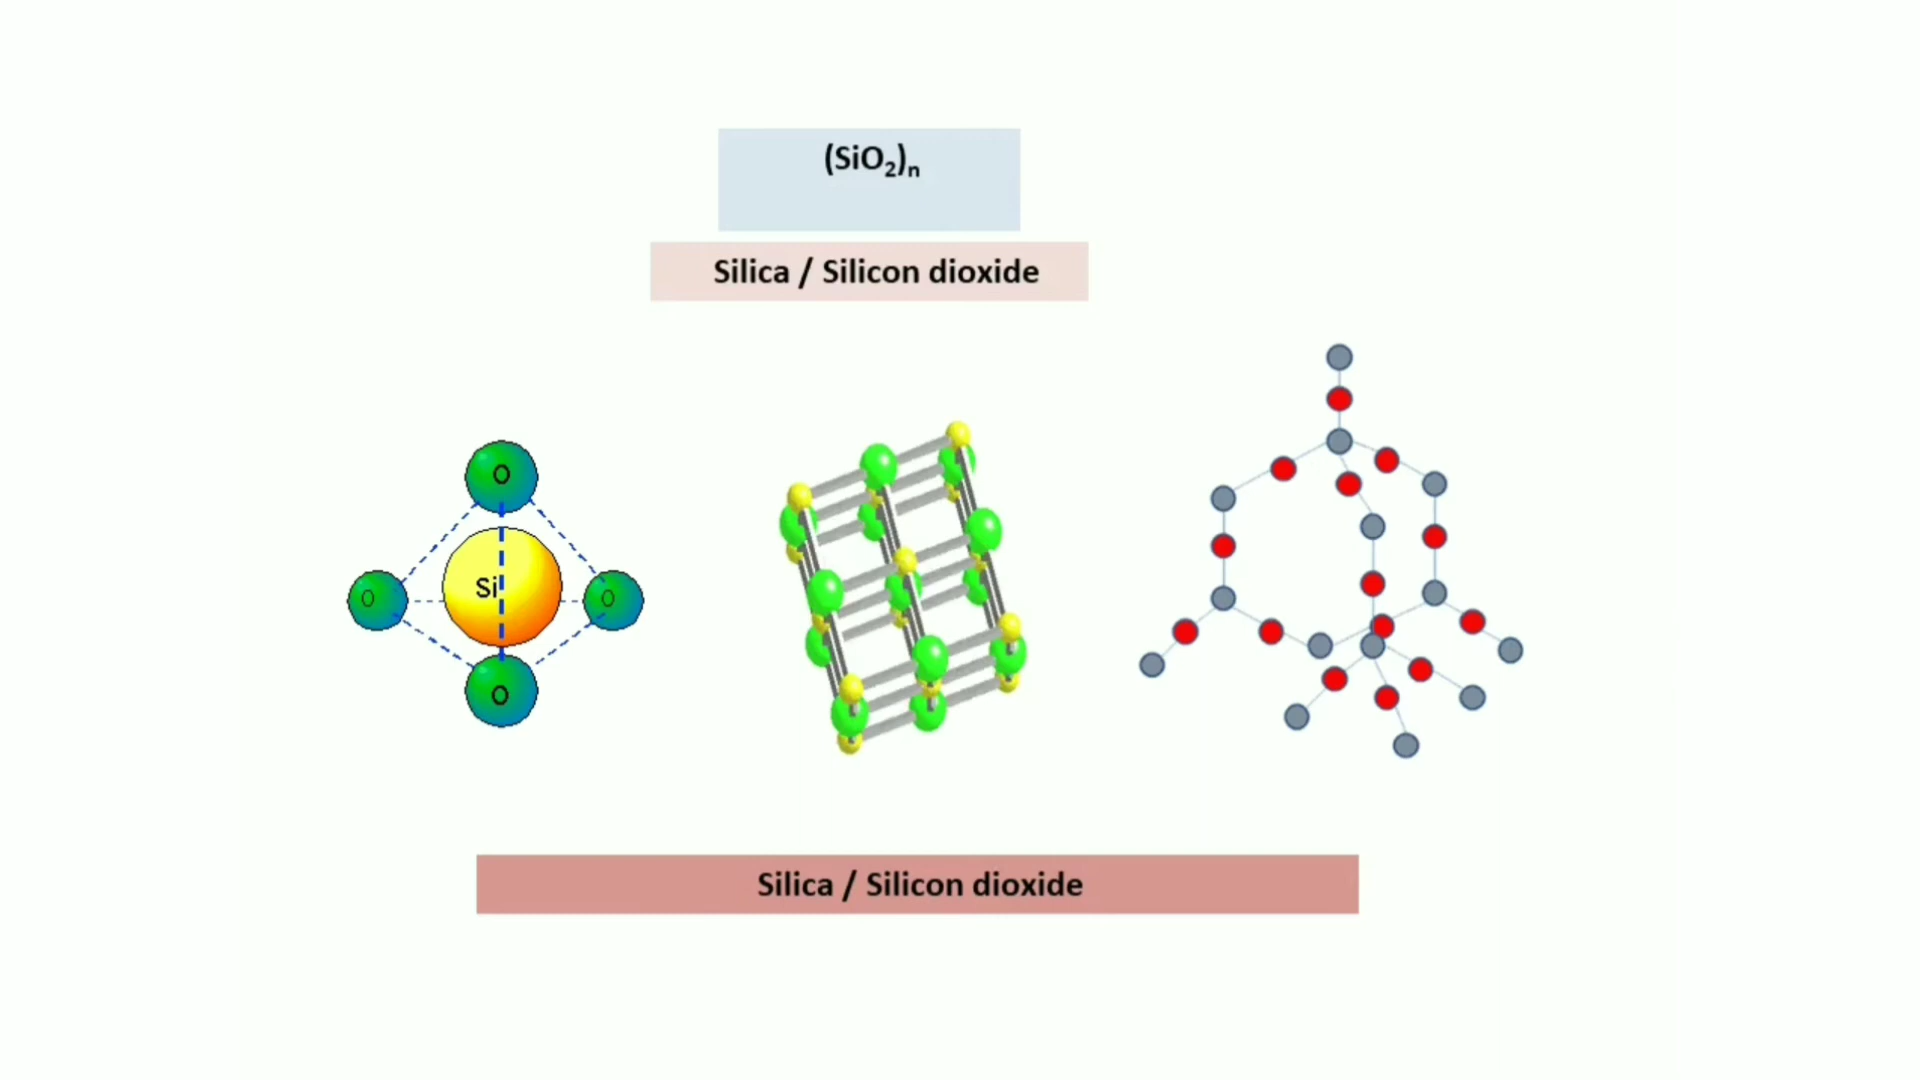 (SiO₂)ₙ
Silica / Silicon dioxide
O
Si
O
O
O
Silica / Silicon dioxide